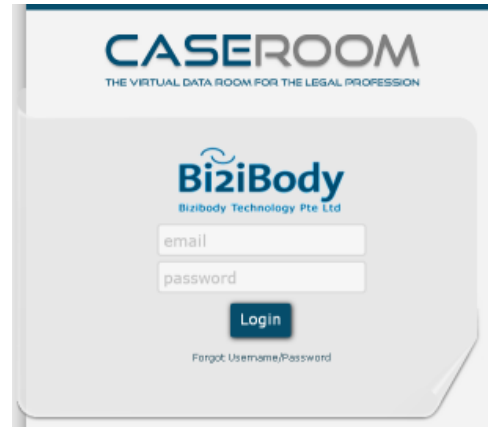 CASEROOM
THE VIRTUAL DATA ROOM FOR THE LEGAL PROFESSION
BiziBody
Bizibody Technology Pte Ltd
email
password
Login
Forgot Username/Password